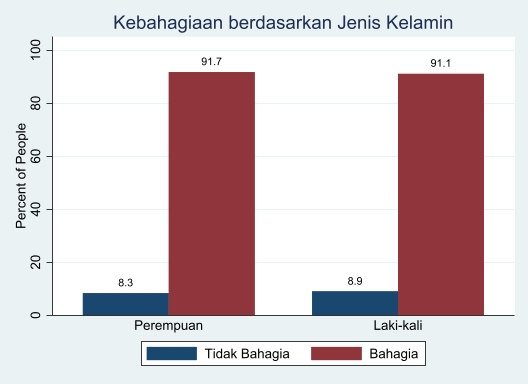 Kebahagiaan berdasarkan Jenis Kelamin
Percent of People
100
80
60
40
20
0
8.3
91.7
8.9
91.1
Perempuan
Laki-kali
Tidak Bahagia
Bahagia